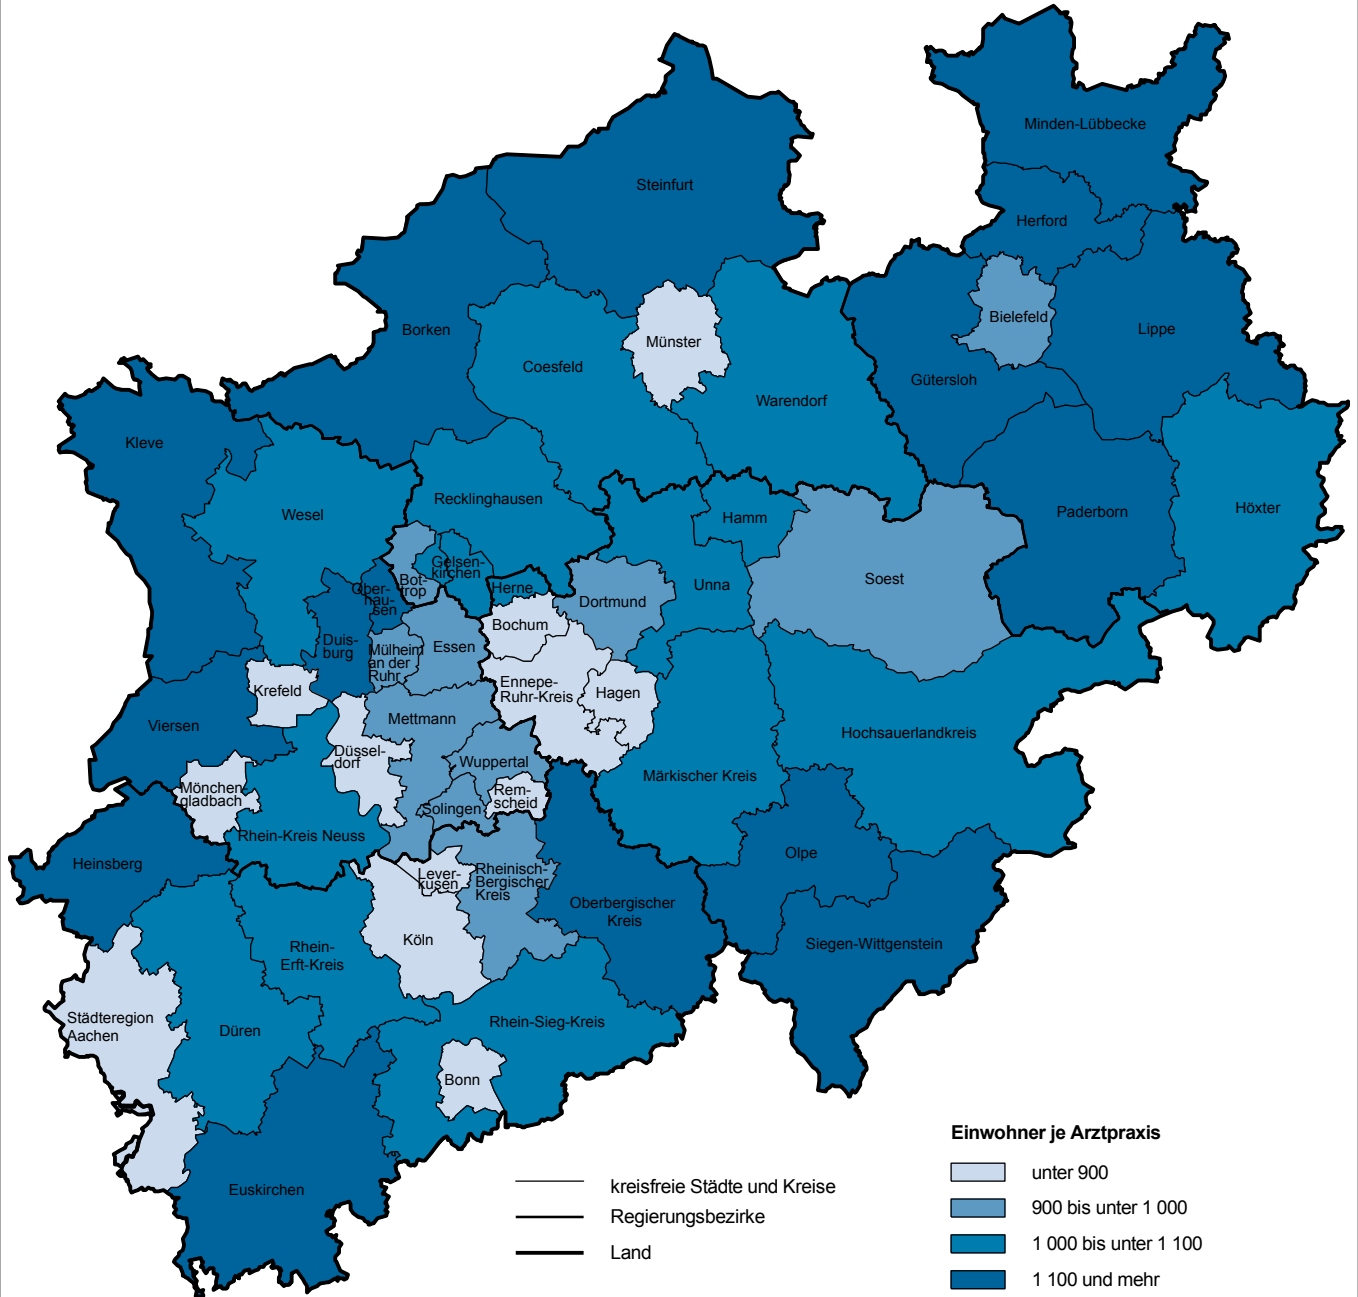 Minden-Lübbecke
Steinfurt
Herford
Bielefeld
Lippe
Borken
Münster
Coesfeld
Gütersloh
Warendorf
Kleve
Recklinghausen
Wesel
Hamm
Paderborn
Höxter
Gelsen-
kirchen
Bot-
trop
Ober-
hau-
sen
Herne
Unna
Soest
Dortmund
Bochum
Duis-
burg
Mülheim
an der
Ruhr
Essen
Krefeld
Ennepe-
Ruhr-Kreis
Hagen
Viersen
Mettmann
Hochsauerlandkreis
Düssel-
dorf
Wuppertal
Märkischer Kreis
Mönchen-
gladbach
Solingen
Rem-
scheid
Rhein-Kreis Neuss
Heinsberg
Olpe
Lever-
kusen
Rheinisch-
Bergischer
Kreis
Oberbergischer
Kreis
Köln
Rhein-
Erft-Kreis
Siegen-Wittgenstein
Städteregion
Aachen
Düren
Rhein-Sieg-Kreis
Bonn
Euskirchen
kreisfreie Städte und Kreise
Regierungsbezirke
Land
Einwohner je Arztpraxis
unter 900
900 bis unter 1 000
1 000 bis unter 1 100
1 100 und mehr